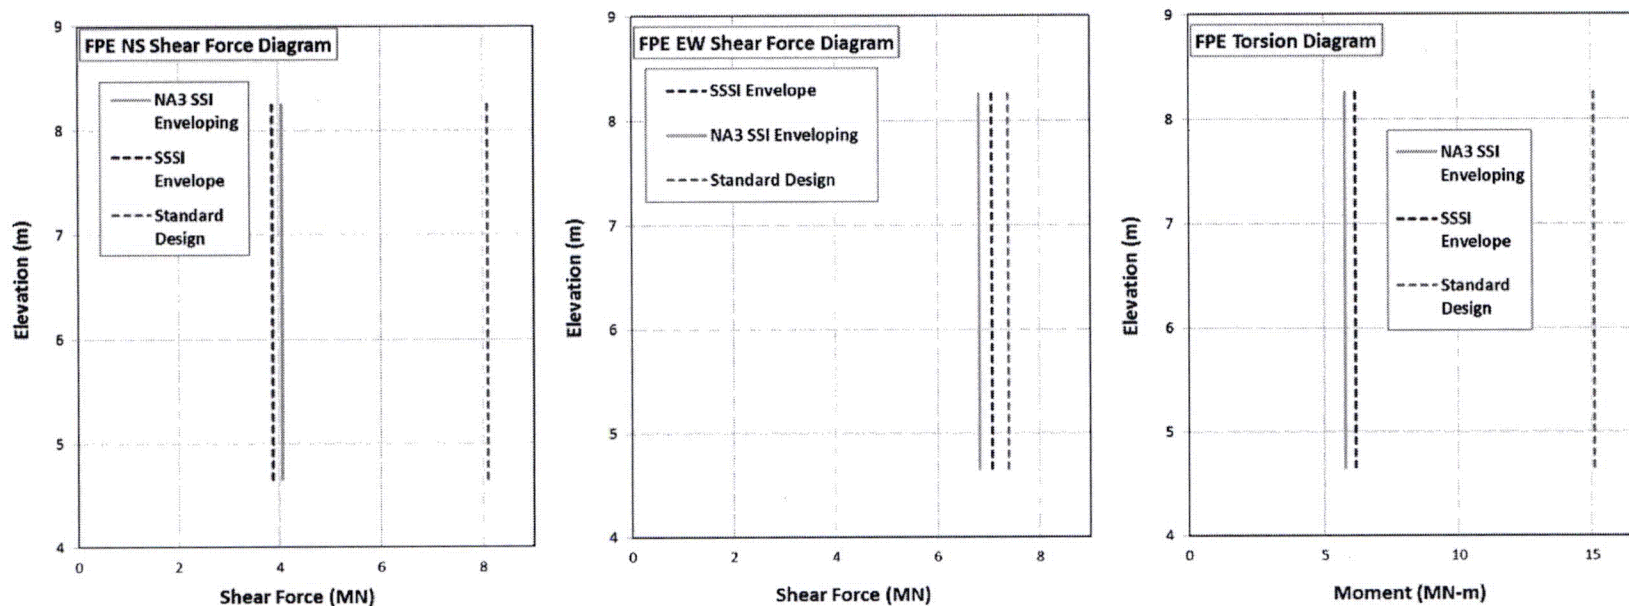 FPE NS Shear Force Diagram
NA3 SSI
Enveloping
SSSI
Envelope
Standard
Design
9
8
7
6
5
4
Elevation (m)
0 2 4 6 8
Shear Force (MN)
FPE EW Shear Force Diagram
SSSI Envelope
NA3 SSI Enveloping
Standard Design
9
8
7
6
5
4
Elevation (m)
0 2 4 6 8
Shear Force (MN)
FPE Torsion Diagram
NA3 SSI
Enveloping
SSSI
Envelope
Standard
Design
9
8
7
6
5
4
Elevation (m)
0 5 10 15
Moment (MN-m)